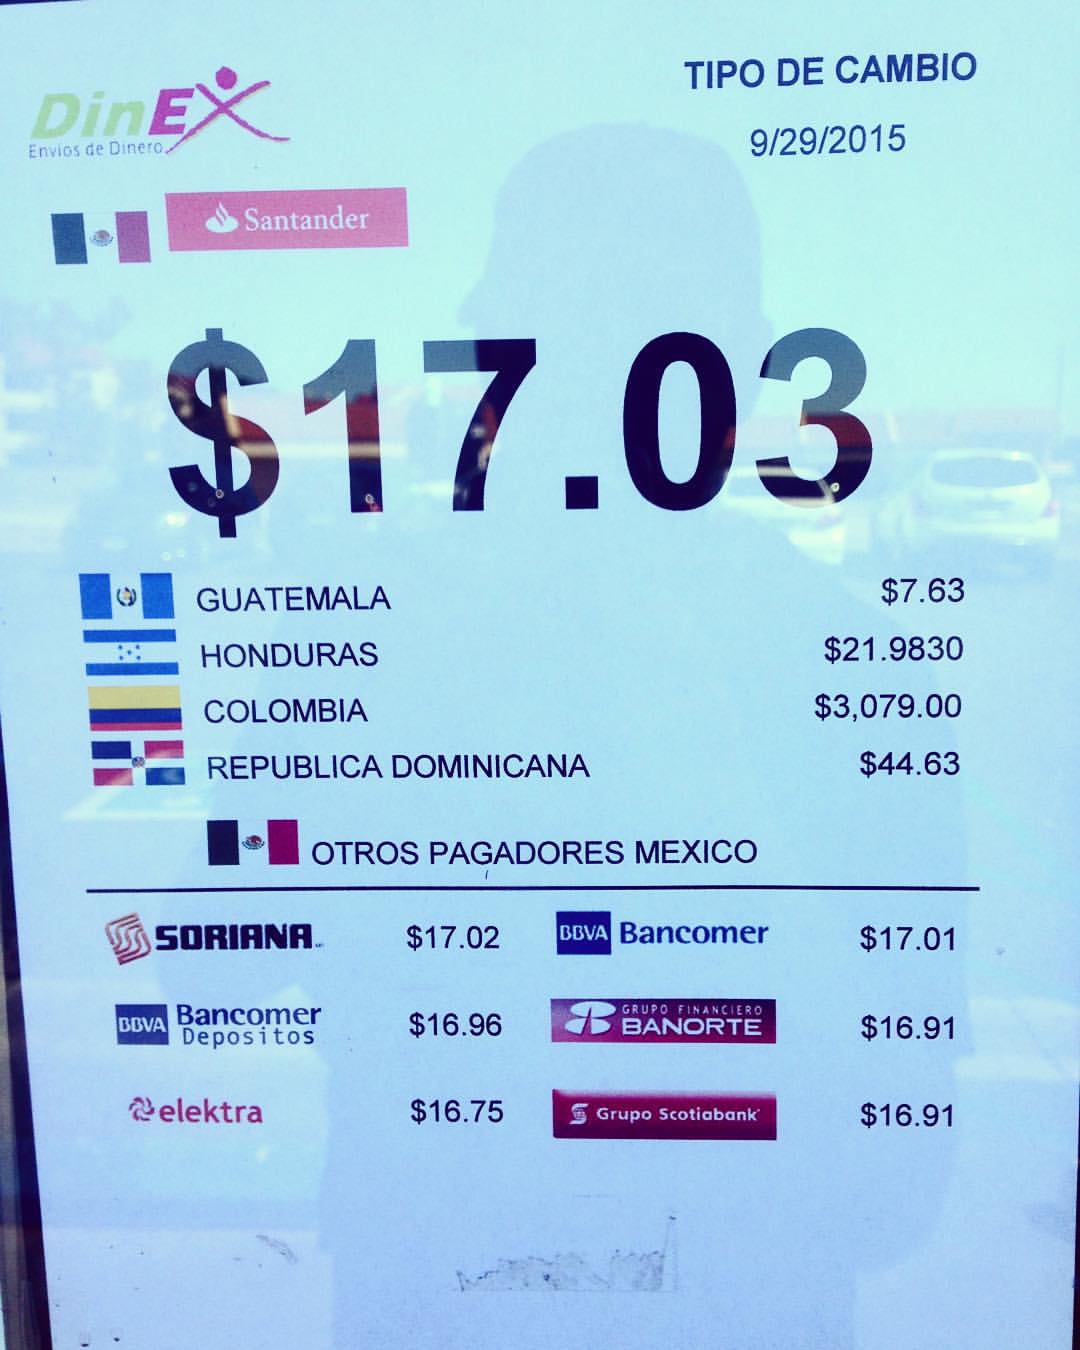 DinEX
Envios de Dinero
TIPO DE CAMBIO
9/29/2015
Santander
$17.03
GUATEMALA $7.63
HONDURAS $21.9830
COLOMBIA $3,079.00
REPUBLICA DOMINICANA $44.63
OTROS PAGADORES MEXICO
SORIANA $17.02 BBVA Bancomer $17.01
BBVA Bancomer Depositos $16.96 GRUPO FINANCIERO BANORTE $16.91
elektra $16.75 Grupo Scotiabank $16.91